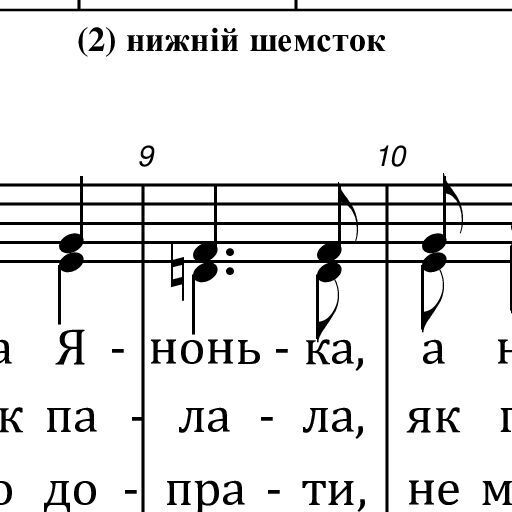 (2) нижній шемсток
9 10
а Я - нонь - ка, а н
к па - ла - ла, як п
о до - пра - ти, не м